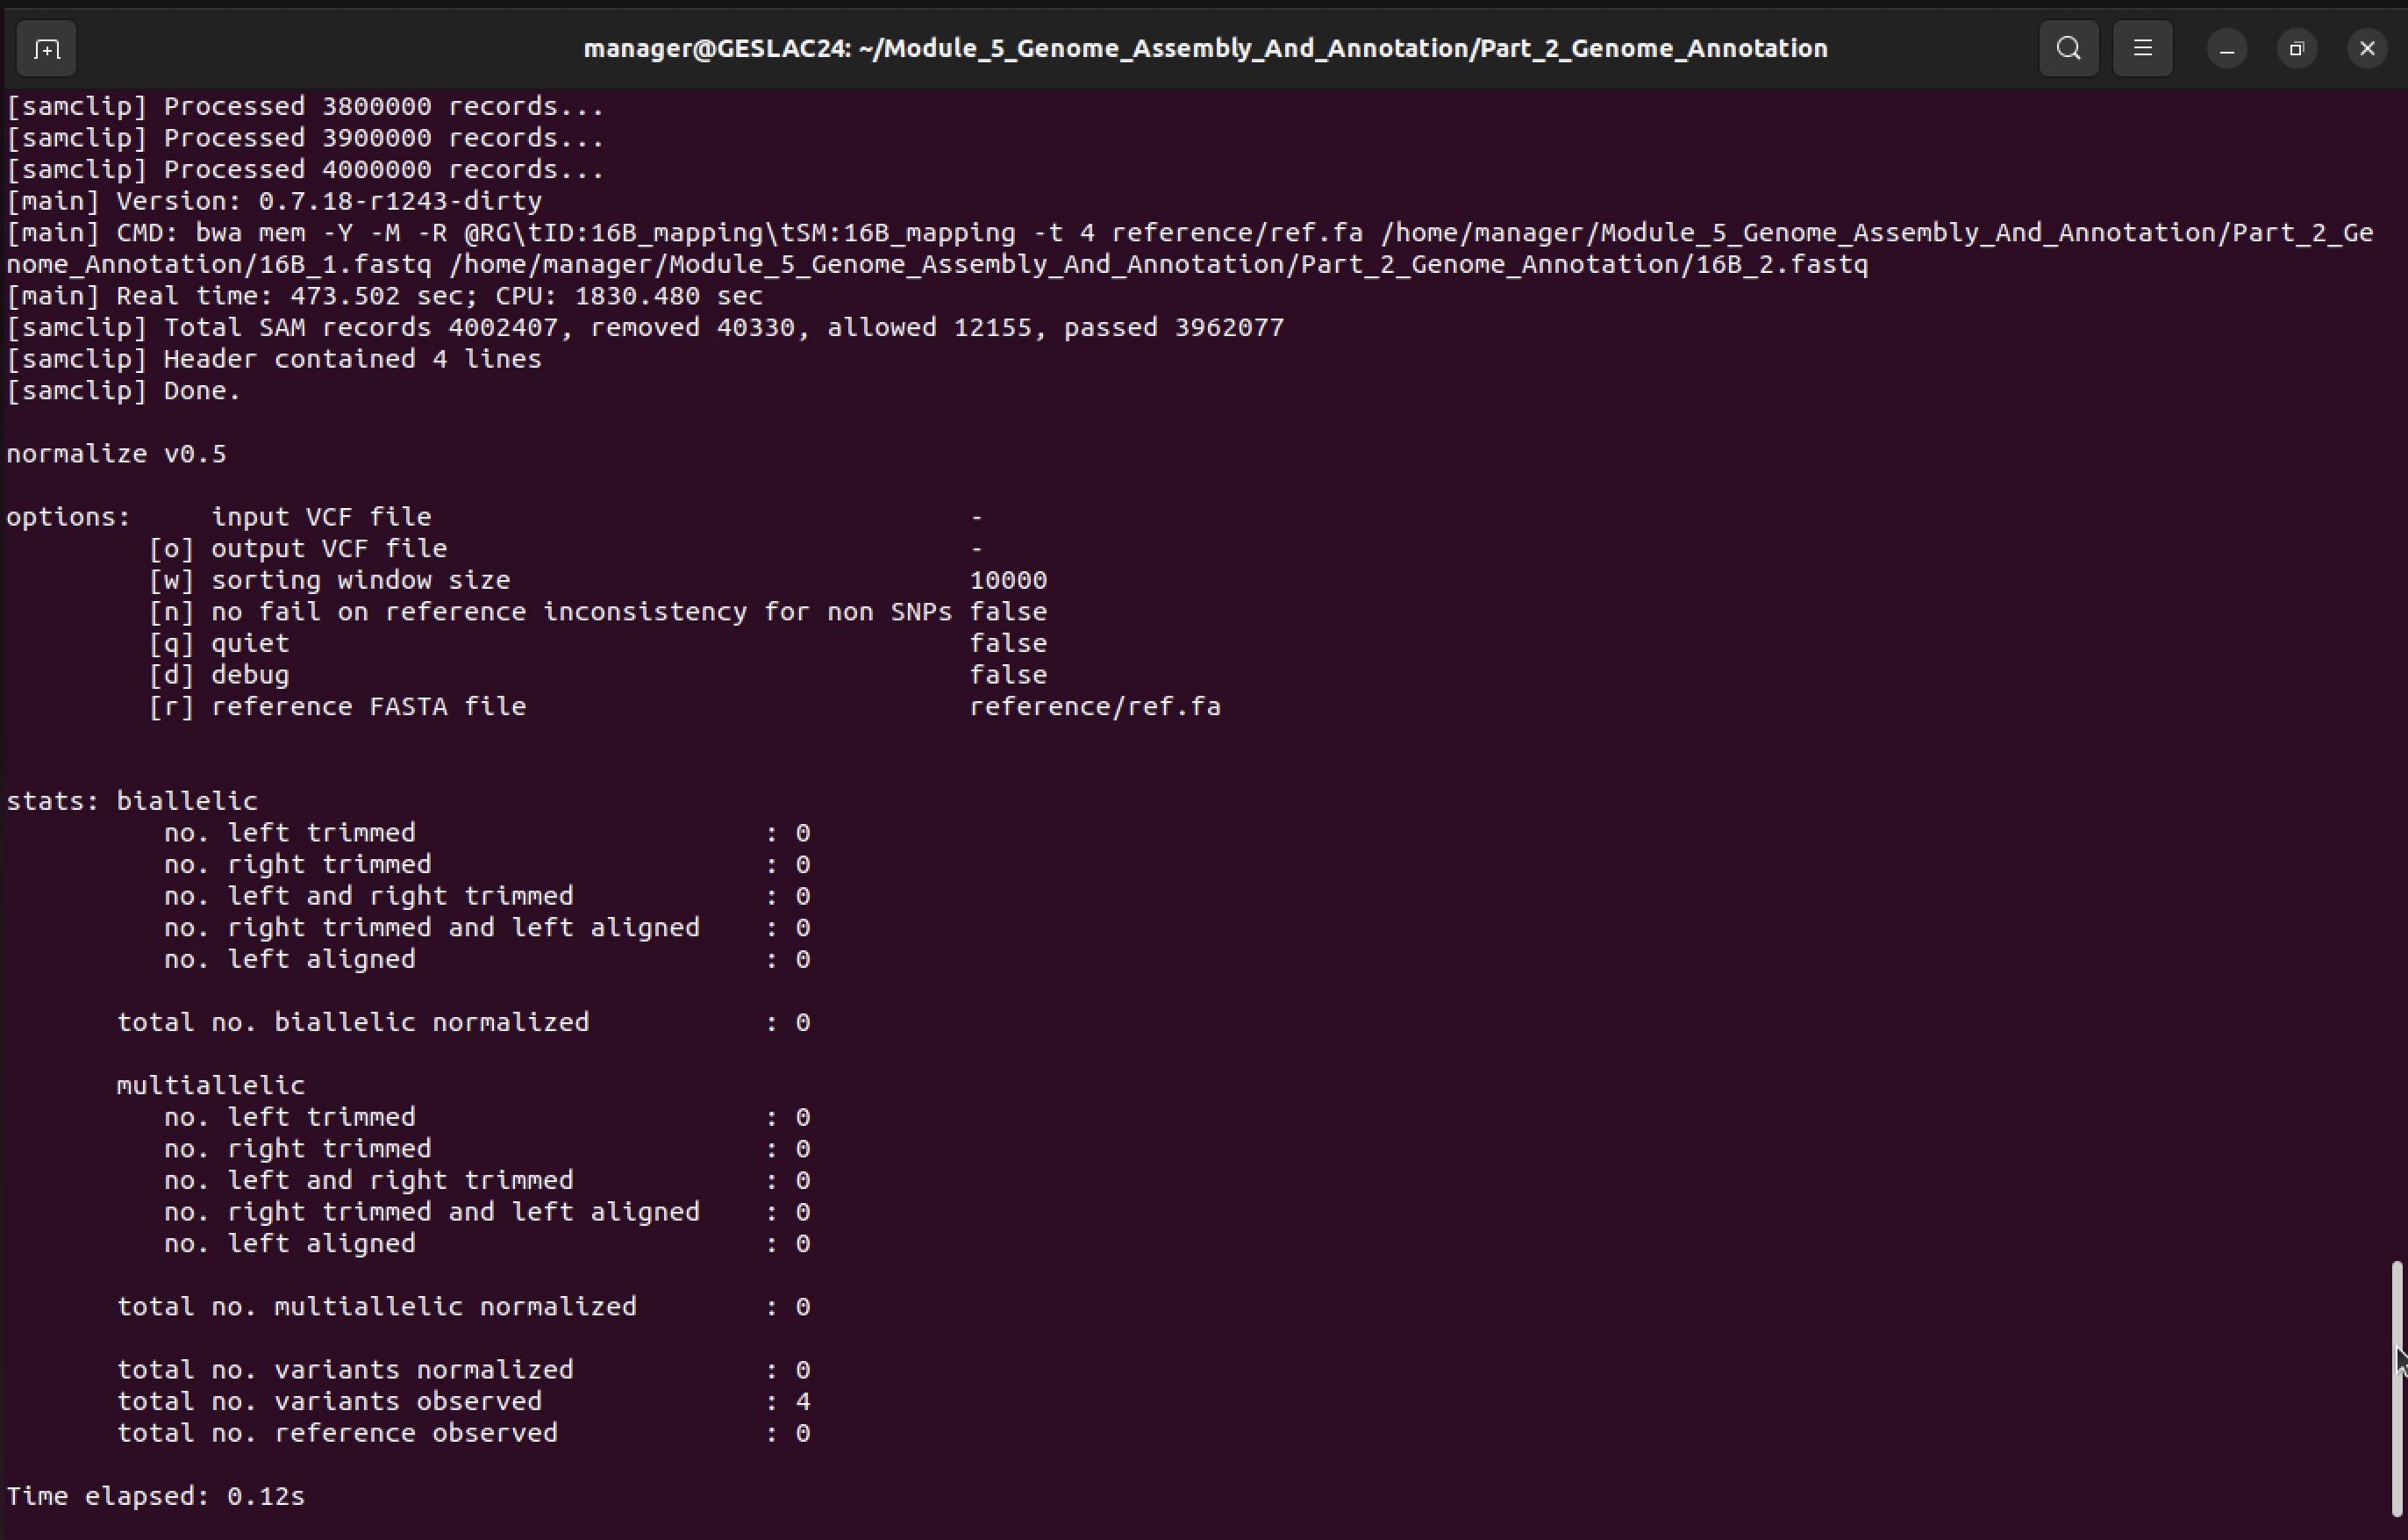 manager@GESLAC24: ~/Module_5_Genome_Assembly_And_Annotation/Part_2_Genome_Annotation
[samclip] Processed 3800000 records...
[samclip] Processed 3900000 records...
[samclip] Processed 4000000 records...
[main] Version: 0.7.18-r1243-dirty
[main] CMD: bwa mem -Y -M -R @RG\tID:16B_mapping\tSM:16B_mapping -t 4 reference/ref.fa /home/manager/Module_5_Genome_Assembly_And_Annotation/Part_2_Ge
nome_Annotation/16B_1.fastq /home/manager/Module_5_Genome_Assembly_And_Annotation/Part_2_Genome_Annotation/16B_2.fastq
[main] Real time: 473.502 sec; CPU: 1830.480 sec
[samclip] Total SAM records 4002407, removed 40330, allowed 12155, passed 3962077
[samclip] Header contained 4 lines
[samclip] Done.
normalize v0.5
options:     input VCF file                                  -
         [o] output VCF file                                 -
         [w] sorting window size                             10000
         [n] no fail on reference inconsistency for non SNPs false
         [q] quiet                                           false
         [d] debug                                           false
         [r] reference FASTA file                            reference/ref.fa
stats: biallelic
          no. left trimmed                      : 0
          no. right trimmed                     : 0
          no. left and right trimmed            : 0
          no. right trimmed and left aligned    : 0
          no. left aligned                      : 0
       total no. biallelic normalized           : 0
       multiallelic
          no. left trimmed                      : 0
          no. right trimmed                     : 0
          no. left and right trimmed            : 0
          no. right trimmed and left aligned    : 0
          no. left aligned                      : 0
       total no. multiallelic normalized        : 0
       total no. variants normalized            : 0
       total no. variants observed              : 4
       total no. reference observed             : 0
Time elapsed: 0.12s